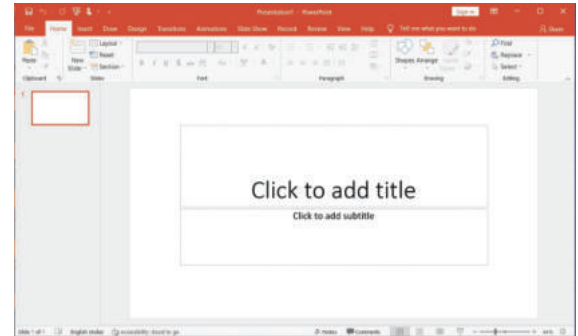 Presentation1 - PowerPoint
Sign in
File Home Insert Draw Design Transitions Animations Slide Show Record Review View Help Tell me what you want to do Share
Paste
New Slide
Layout
Reset
Section
Shapes Arrange
Find
Replace
Select
Clipboard Slides Font Paragraph Drawing Editing
1
Click to add title
Click to add subtitle
Slide 1 of 1 English (India) Accessibility: Good to go Notes Comments